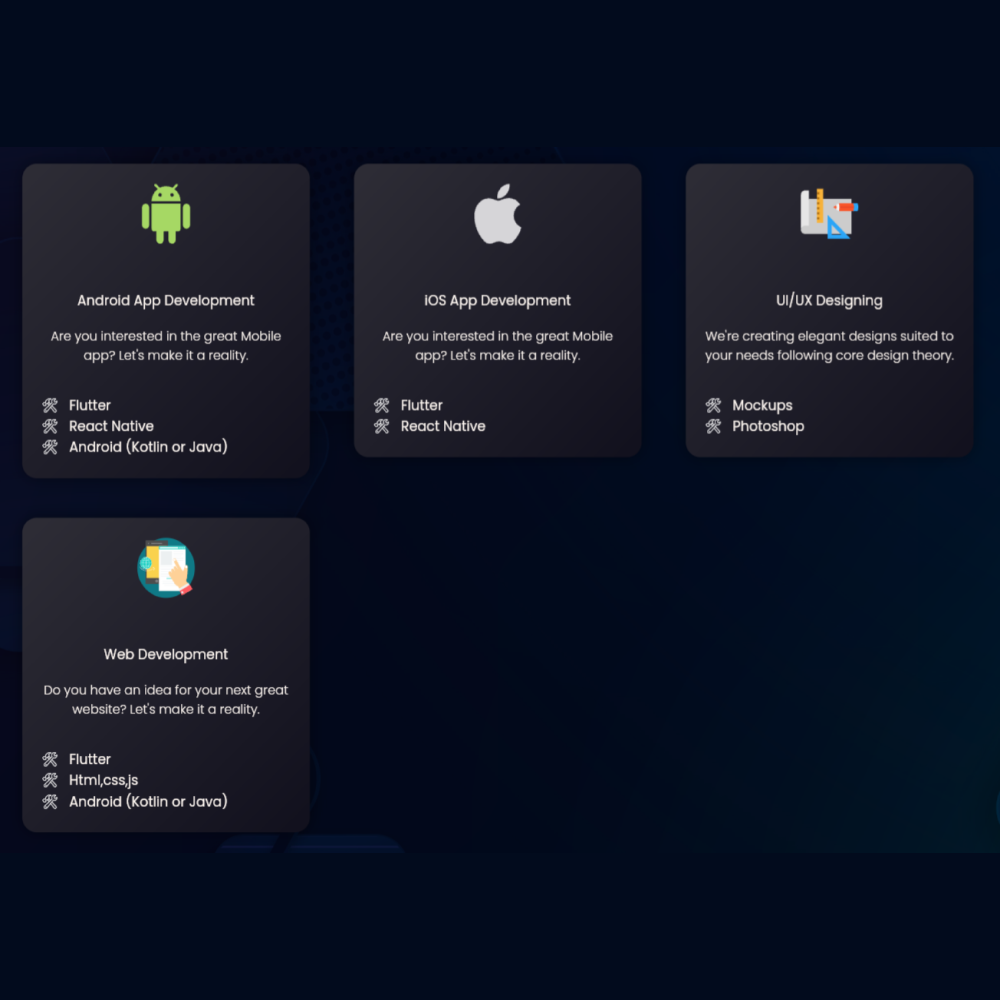 Android App Development
Are you interested in the great Mobile
app? Let's make it a reality.
Flutter
React Native
Android (Kotlin or Java)
iOS App Development
Are you interested in the great Mobile
app? Let's make it a reality.
Flutter
React Native
UI/UX Designing
We're creating elegant designs suited to
your needs following core design theory.
Mockups
Photoshop
Web Development
Do you have an idea for your next great
website? Let's make it a reality.
Flutter
Html,css,js
Android (Kotlin or Java)